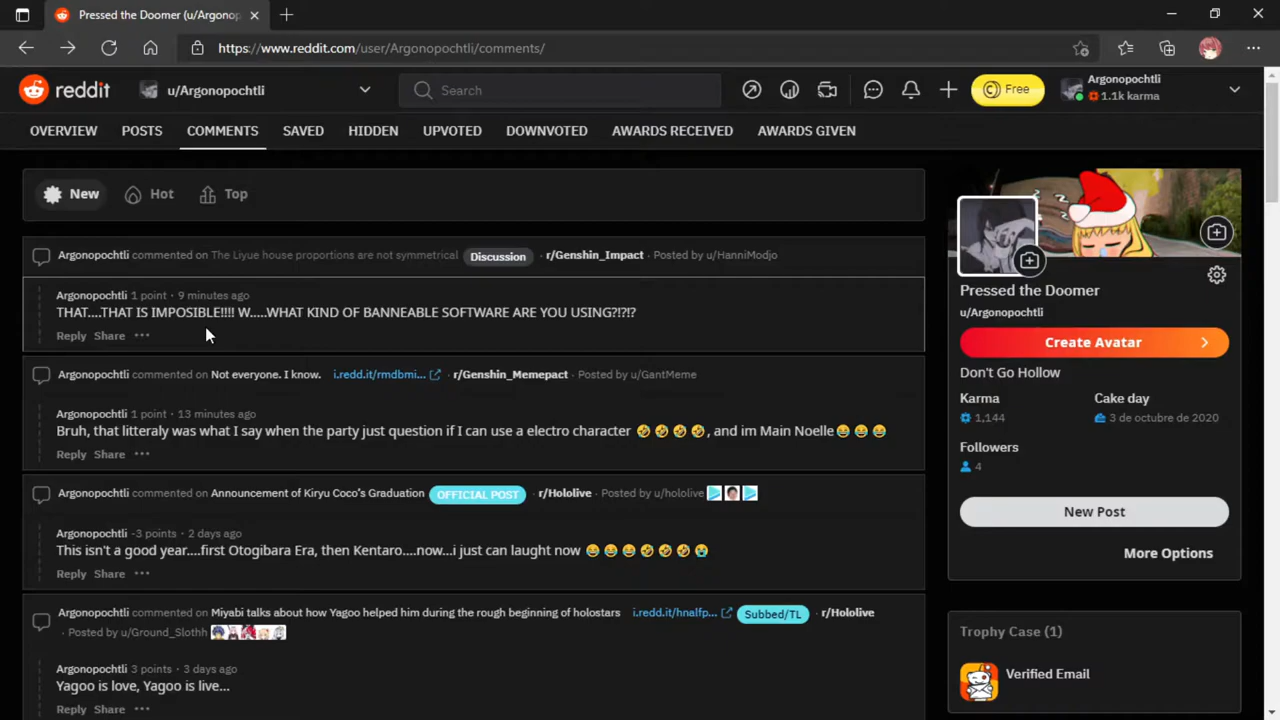 Pressed the Doomer (u/Argonop
https://www.reddit.com/user/Argonopochtli/comments/
reddit
u/Argonopochtli
Search
Free
Argonopochtli
1.1k karma
OVERVIEW POSTS COMMENTS SAVED HIDDEN UPVOTED DOWNVOTED AWARDS RECEIVED AWARDS GIVEN
New Hot Top
Argonopochtli commented on The Liyue house proportions are not symmetrical Discussion · r/Genshin_Impact · Posted by u/HanniModjo
Argonopochtli 1 point · 9 minutes ago
THAT....THAT IS IMPOSIBLE!!!! W.....WHAT KIND OF BANNEABLE SOFTWARE ARE YOU USING?!?!?
Reply Share ···
Argonopochtli commented on Not everyone. I know. i.redd.it/rmdbmi... · r/Genshin_Memepact · Posted by u/GantMeme
Argonopochtli 1 point · 13 minutes ago
Bruh, that litteraly was what I say when the party just question if I can use a electro character 🤣 🤣 🤣 🤣, and im Main Noelle😂 😂 😂
Reply Share ···
Argonopochtli commented on Announcement of Kiryu Coco's Graduation OFFICIAL POST · r/Hololive · Posted by u/hololive
Argonopochtli -3 points · 2 days ago
This isn't a good year....first Otogibara Era, then Kentaro....now...i just can laught now 😂 😂 😂 🤣 🤣 🤣 😭
Reply Share ···
Argonopochtli commented on Miyabi talks about how Yagoo helped him during the rough beginning of holostars i.redd.it/hnalfp... Subbed/TL · r/Hololive
· Posted by u/Ground_Slothh
Argonopochtli 3 points · 3 days ago
Yagoo is love, Yagoo is live...
Reply Share ···
Pressed the Doomer
u/Argonopochtli
Create Avatar
Don't Go Hollow
Karma Cake day
1,144 3 de octubre de 2020
Followers
4
New Post
More Options
Trophy Case (1)
Verified Email